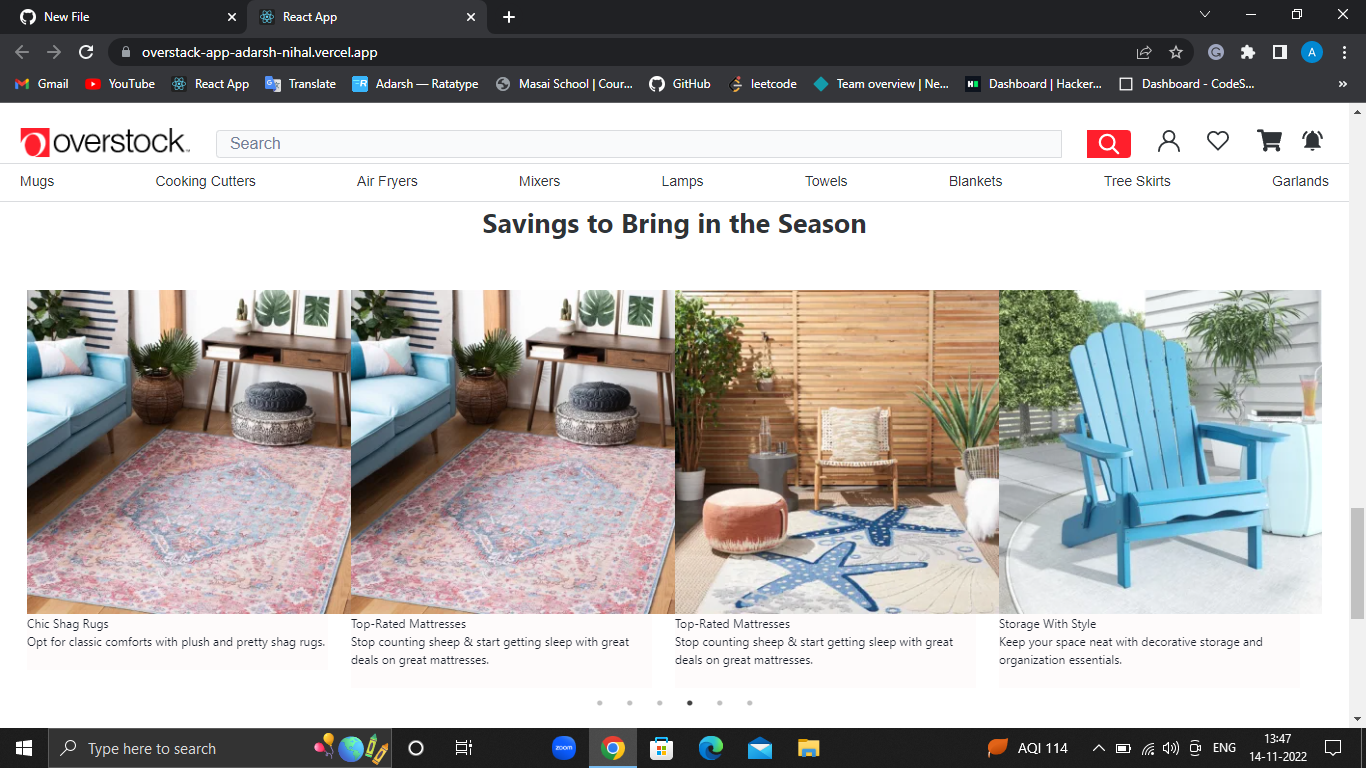 New File
React App
overstack-app-adarsh-nihal.vercel.app
A
Gmail
YouTube
React App
Translate
Adarsh — Ratatype
Masai School | Cour...
GitHub
leetcode
Team overview | Ne...
Dashboard | Hacker...
Dashboard - CodeS...
»
overstock™
Search
Mugs
Cooking Cutters
Air Fryers
Mixers
Lamps
Towels
Blankets
Tree Skirts
Garlands
Savings to Bring in the Season
Chic Shag Rugs
Opt for classic comforts with plush and pretty shag rugs.
Top-Rated Mattresses
Stop counting sheep & start getting sleep with great
deals on great mattresses.
Top-Rated Mattresses
Stop counting sheep & start getting sleep with great
deals on great mattresses.
Storage With Style
Keep your space neat with decorative storage and
organization essentials.
Type here to search
zoom
AQI 114
ENG
13:47
14-11-2022